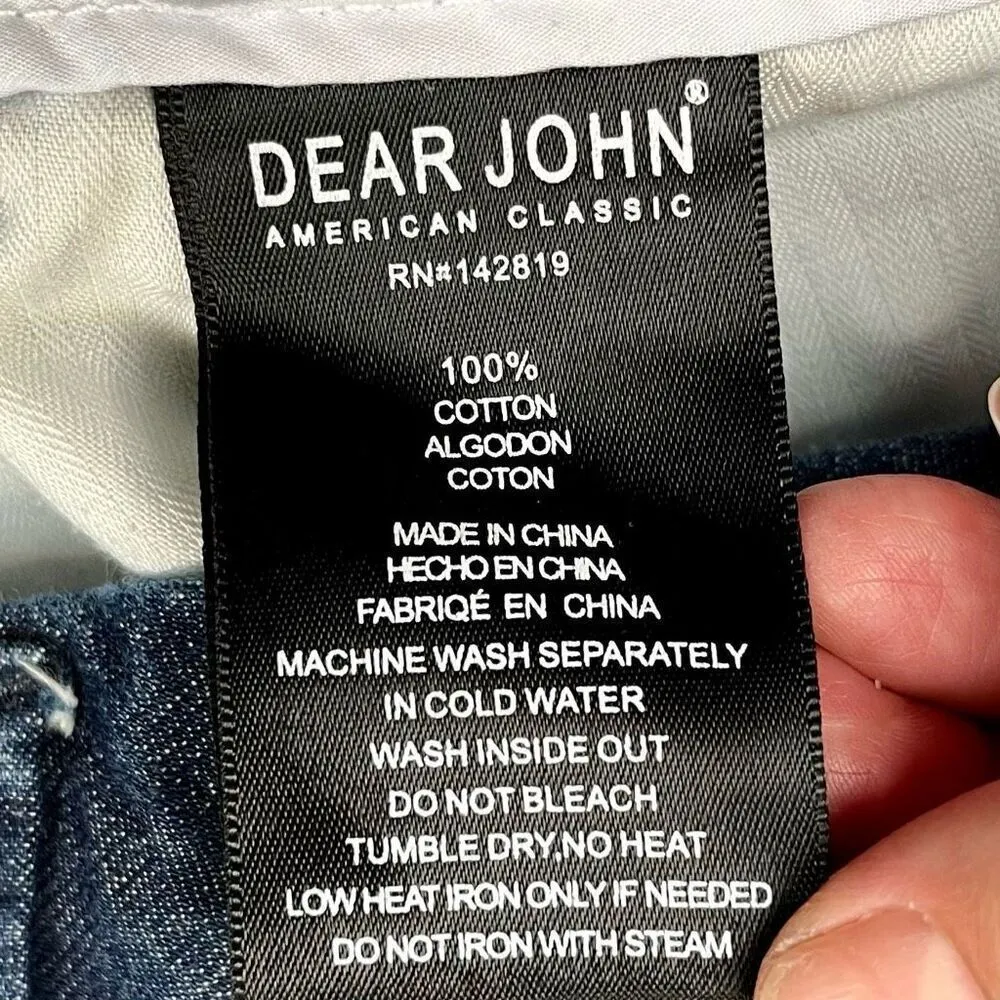 DEAR JOHN®
AMERICAN CLASSIC
RN#142819
100%
COTTON
ALGODON
COTON
MADE IN CHINA
HECHO EN CHINA
FABRIQÉ EN CHINA
MACHINE WASH SEPARATELY
IN COLD WATER
WASH INSIDE OUT
DO NOT BLEACH
TUMBLE DRY,NO HEAT
LOW HEAT IRON ONLY IF NEEDED
DO NOT IRON WITH STEAM